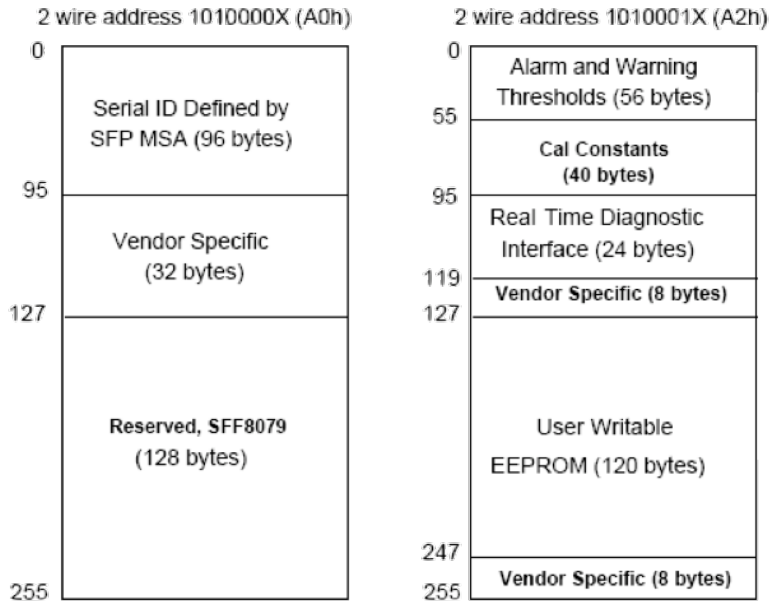 2 wire address 1010000X (A0h)
0
Serial ID Defined by
SFP MSA (96 bytes)
95
Vendor Specific
(32 bytes)
127
Reserved, SFF8079
(128 bytes)
255
2 wire address 1010001X (A2h)
0
Alarm and Warning
Thresholds (56 bytes)
55
Cal Constants
(40 bytes)
95
Real Time Diagnostic
Interface (24 bytes)
119
Vendor Specific (8 bytes)
127
User Writable
EEPROM (120 bytes)
247
Vendor Specific (8 bytes)
255